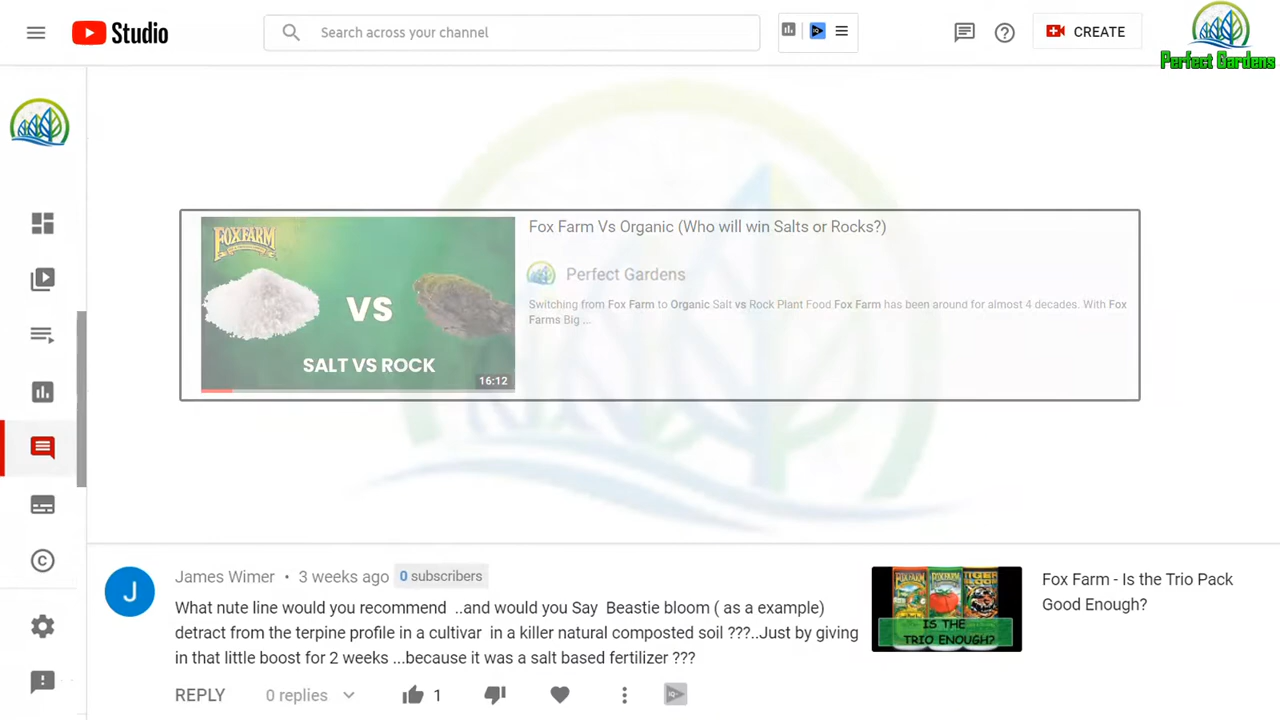 Studio
Search across your channel
CREATE
Perfect Gardens
FOXFARM
VS
SALT VS ROCK
16:12
Fox Farm Vs Organic (Who will win Salts or Rocks?)
Perfect Gardens
Switching from Fox Farm to Organic Salt vs Rock Plant Food Fox Farm has been around for almost 4 decades. With Fox
Farms Big ...
J
James Wimer • 3 weeks ago 0 subscribers
What nute line would you recommend ..and would you Say Beastie bloom ( as a example)
detract from the terpine profile in a cultivar in a killer natural composted soil ???..Just by giving
in that little boost for 2 weeks ...because it was a salt based fertilizer ???
REPLY 0 replies 1
FOXFARM
FOXFARM
TIGER
BLOOM
IS THE
TRIO ENOUGH?
Fox Farm - Is the Trio Pack
Good Enough?